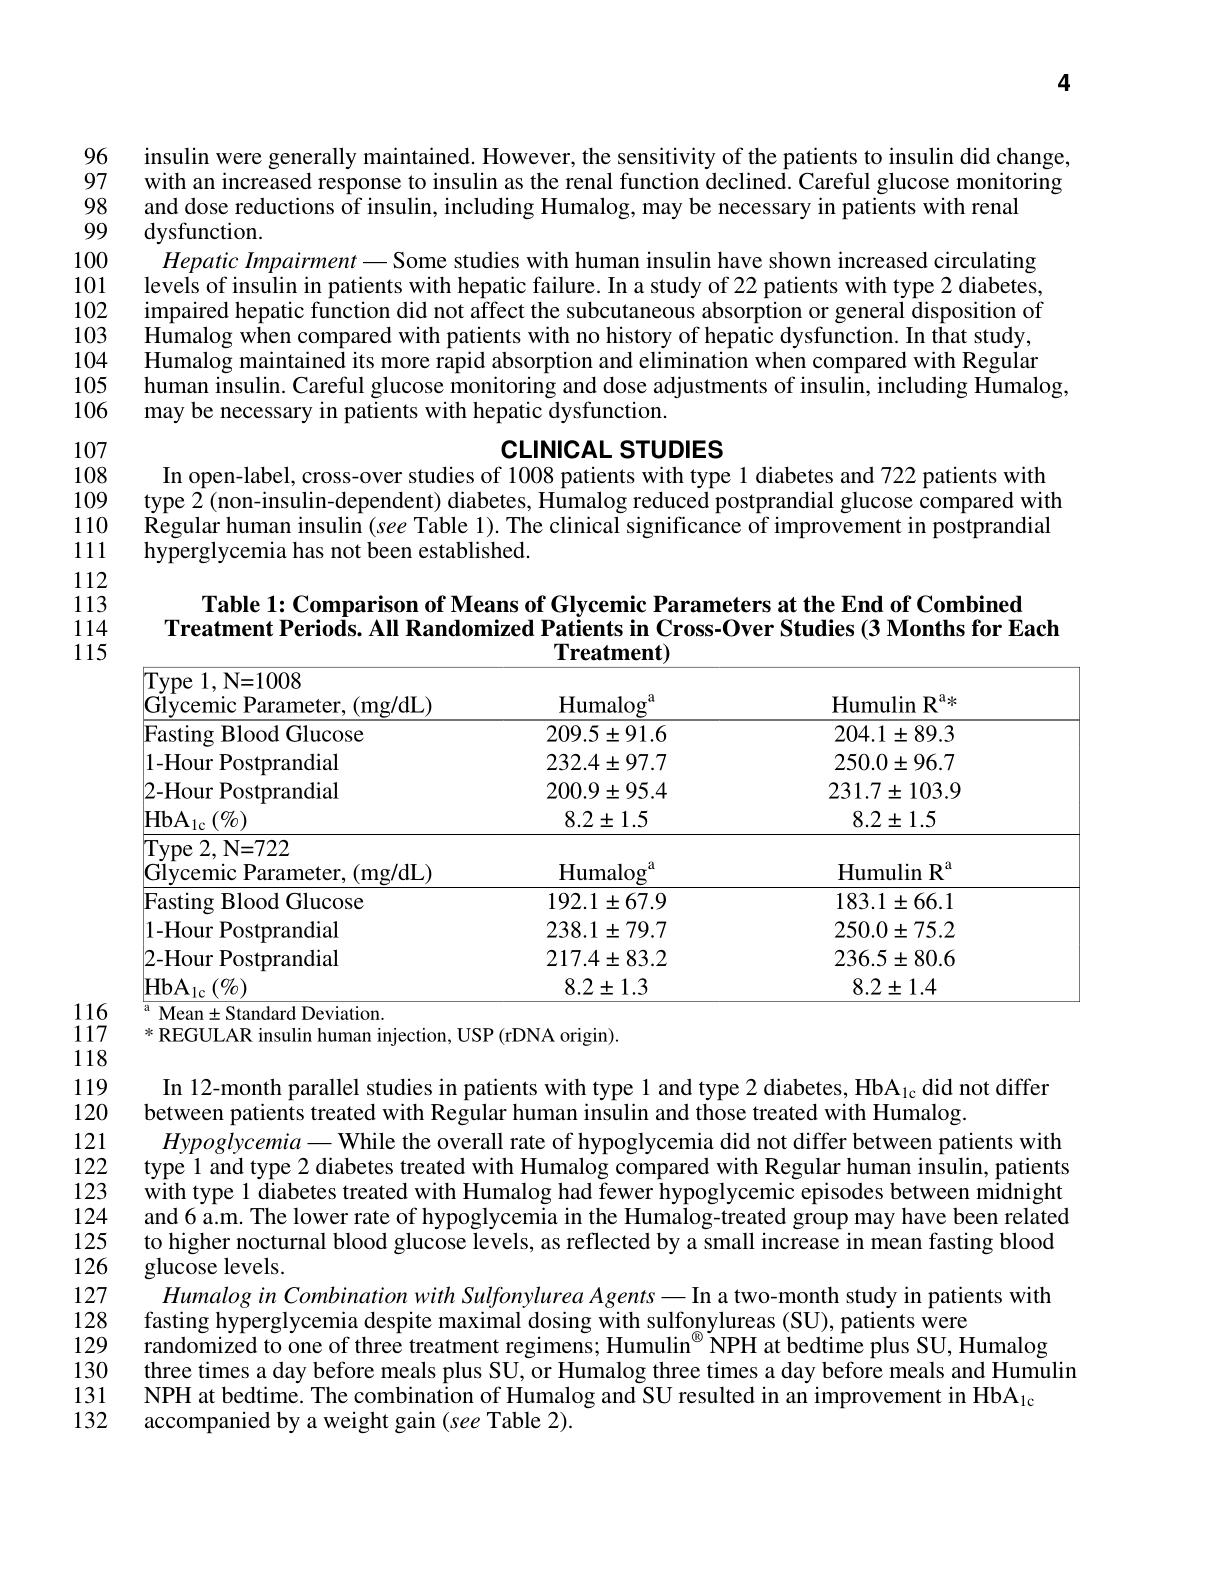 4
96 insulin were generally maintained. However, the sensitivity of the patients to insulin did change,
97 with an increased response to insulin as the renal function declined. Careful glucose monitoring
98 and dose reductions of insulin, including Humalog, may be necessary in patients with renal
99 dysfunction.
100 Hepatic Impairment — Some studies with human insulin have shown increased circulating
101 levels of insulin in patients with hepatic failure. In a study of 22 patients with type 2 diabetes,
102 impaired hepatic function did not affect the subcutaneous absorption or general disposition of
103 Humalog when compared with patients with no history of hepatic dysfunction. In that study,
104 Humalog maintained its more rapid absorption and elimination when compared with Regular
105 human insulin. Careful glucose monitoring and dose adjustments of insulin, including Humalog,
106 may be necessary in patients with hepatic dysfunction.
107 CLINICAL STUDIES
108 In open-label, cross-over studies of 1008 patients with type 1 diabetes and 722 patients with
109 type 2 (non-insulin-dependent) diabetes, Humalog reduced postprandial glucose compared with
110 Regular human insulin (see Table 1). The clinical significance of improvement in postprandial
111 hyperglycemia has not been established.
112
113 Table 1: Comparison of Means of Glycemic Parameters at the End of Combined
114 Treatment Periods. All Randomized Patients in Cross-Over Studies (3 Months for Each
115 Treatment)
Type 1, N=1008
Glycemic Parameter, (mg/dL) Humalogᵃ Humulin Rᵃ*
Fasting Blood Glucose 209.5 ± 91.6 204.1 ± 89.3
1-Hour Postprandial 232.4 ± 97.7 250.0 ± 96.7
2-Hour Postprandial 200.9 ± 95.4 231.7 ± 103.9
HbA1c (%) 8.2 ± 1.5 8.2 ± 1.5
Type 2, N=722
Glycemic Parameter, (mg/dL) Humalogᵃ Humulin Rᵃ
Fasting Blood Glucose 192.1 ± 67.9 183.1 ± 66.1
1-Hour Postprandial 238.1 ± 79.7 250.0 ± 75.2
2-Hour Postprandial 217.4 ± 83.2 236.5 ± 80.6
HbA1c (%) 8.2 ± 1.3 8.2 ± 1.4
116 ᵃ Mean ± Standard Deviation.
117 * REGULAR insulin human injection, USP (rDNA origin).
118
119 In 12-month parallel studies in patients with type 1 and type 2 diabetes, HbA1c did not differ
120 between patients treated with Regular human insulin and those treated with Humalog.
121 Hypoglycemia — While the overall rate of hypoglycemia did not differ between patients with
122 type 1 and type 2 diabetes treated with Humalog compared with Regular human insulin, patients
123 with type 1 diabetes treated with Humalog had fewer hypoglycemic episodes between midnight
124 and 6 a.m. The lower rate of hypoglycemia in the Humalog-treated group may have been related
125 to higher nocturnal blood glucose levels, as reflected by a small increase in mean fasting blood
126 glucose levels.
127 Humalog in Combination with Sulfonylurea Agents — In a two-month study in patients with
128 fasting hyperglycemia despite maximal dosing with sulfonylureas (SU), patients were
129 randomized to one of three treatment regimens; Humulin® NPH at bedtime plus SU, Humalog
130 three times a day before meals plus SU, or Humalog three times a day before meals and Humulin
131 NPH at bedtime. The combination of Humalog and SU resulted in an improvement in HbA1c
132 accompanied by a weight gain (see Table 2).